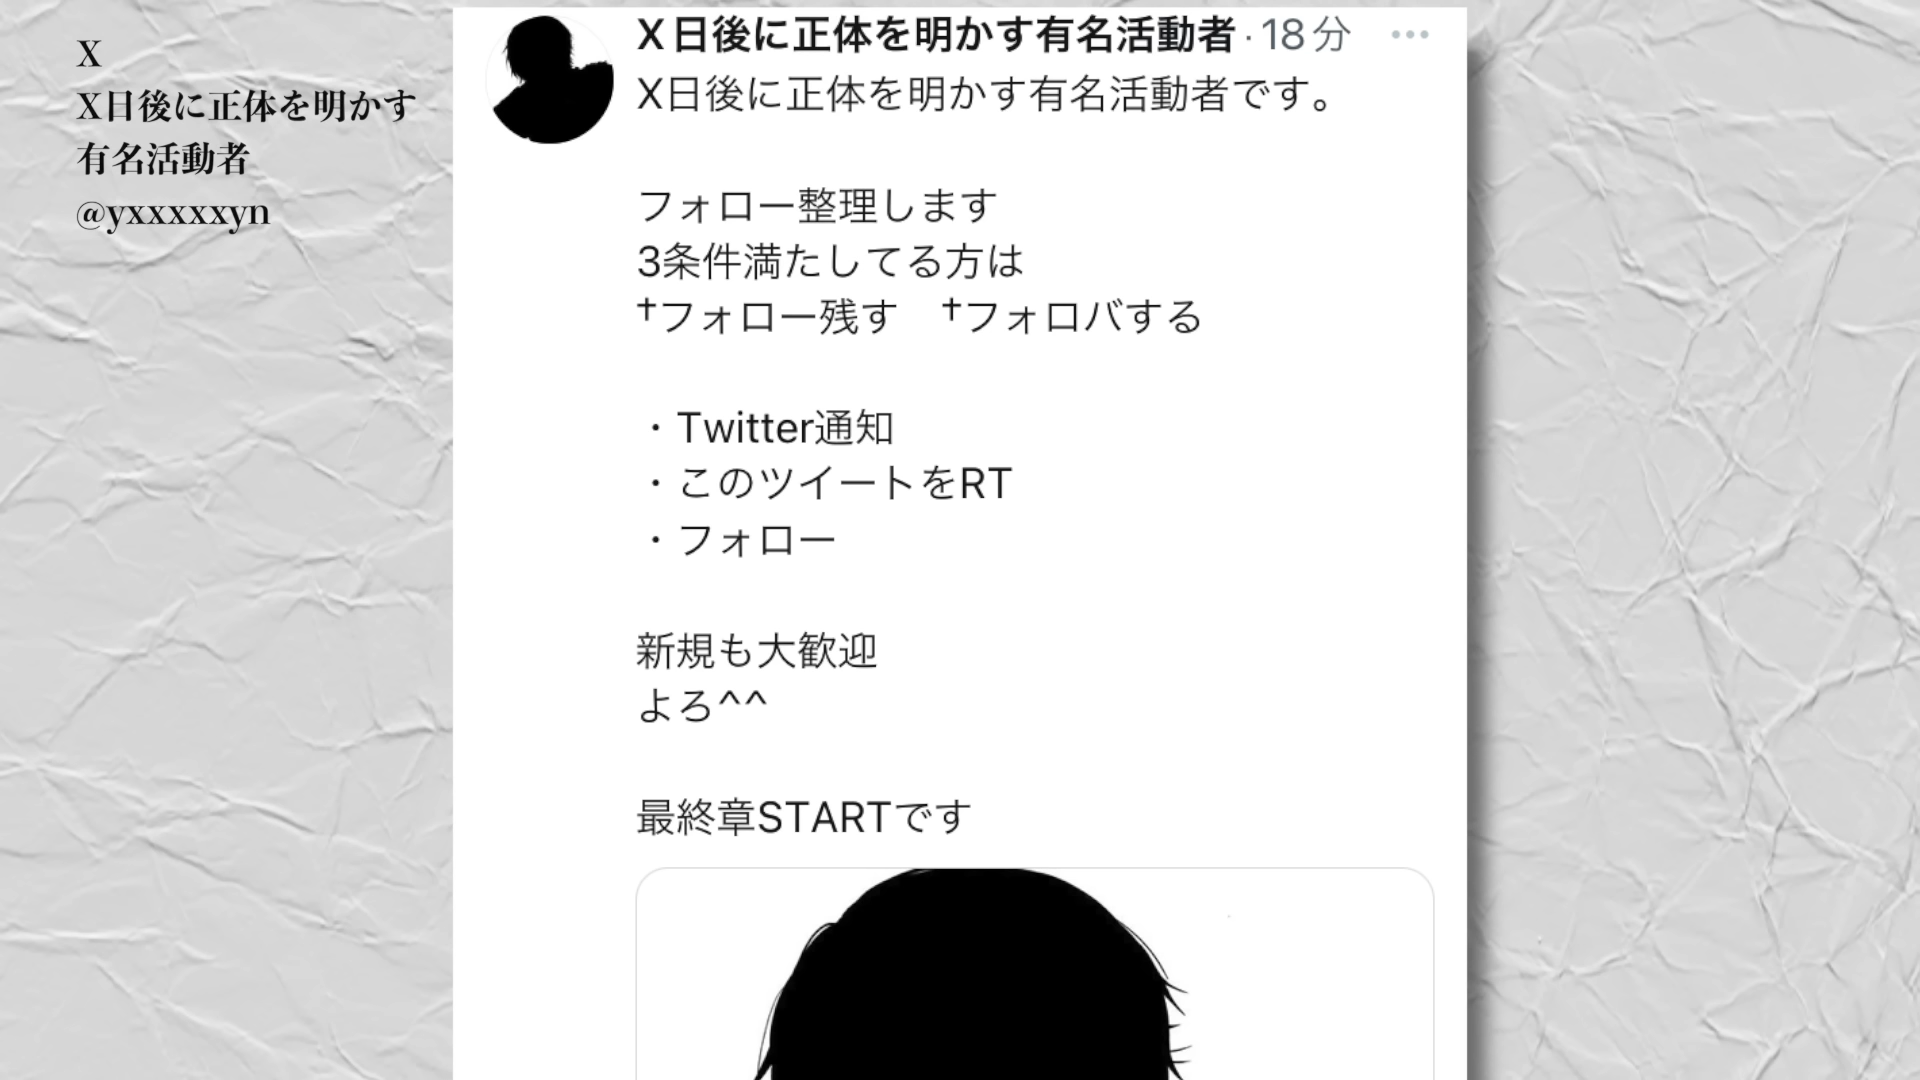 X
X日後に正体を明かす
有名活動者
@yxxxxxyn
X日後に正体を明かす有名活動者 · 18分
X日後に正体を明かす有名活動者です。
フォロー整理します
3条件満たしてる方は
†フォロー残す　†フォロバする
・Twitter通知
・このツイートをRT
・フォロー
新規も大歓迎
よろ^^
最終章STARTです